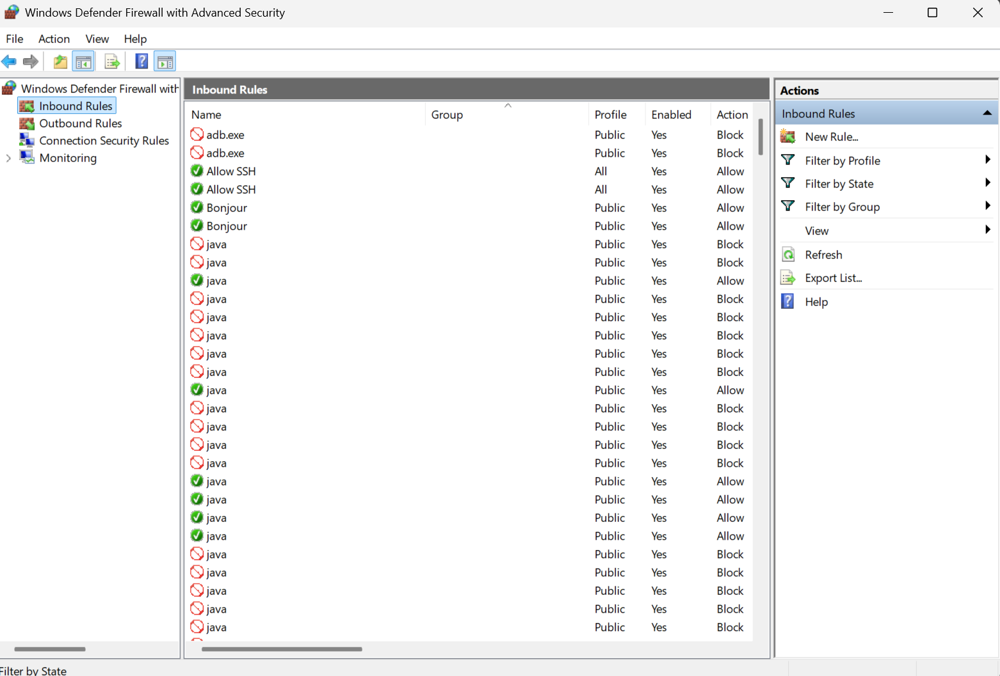 Windows Defender Firewall with Advanced Security
File Action View Help
Windows Defender Firewall with
Inbound Rules
Outbound Rules
Connection Security Rules
Monitoring
Inbound Rules
Name Group Profile Enabled Action
adb.exe Public Yes Block
adb.exe Public Yes Block
Allow SSH All Yes Allow
Allow SSH All Yes Allow
Bonjour Public Yes Allow
Bonjour Public Yes Allow
java Public Yes Block
java Public Yes Block
java Public Yes Allow
java Public Yes Block
java Public Yes Block
java Public Yes Block
java Public Yes Block
java Public Yes Block
java Public Yes Allow
java Public Yes Block
java Public Yes Block
java Public Yes Block
java Public Yes Block
java Public Yes Allow
java Public Yes Allow
java Public Yes Allow
java Public Yes Allow
java Public Yes Block
java Public Yes Block
java Public Yes Block
java Public Yes Block
java Public Yes Block
Actions
Inbound Rules
New Rule...
Filter by Profile
Filter by State
Filter by Group
View
Refresh
Export List...
Help
Filter by State